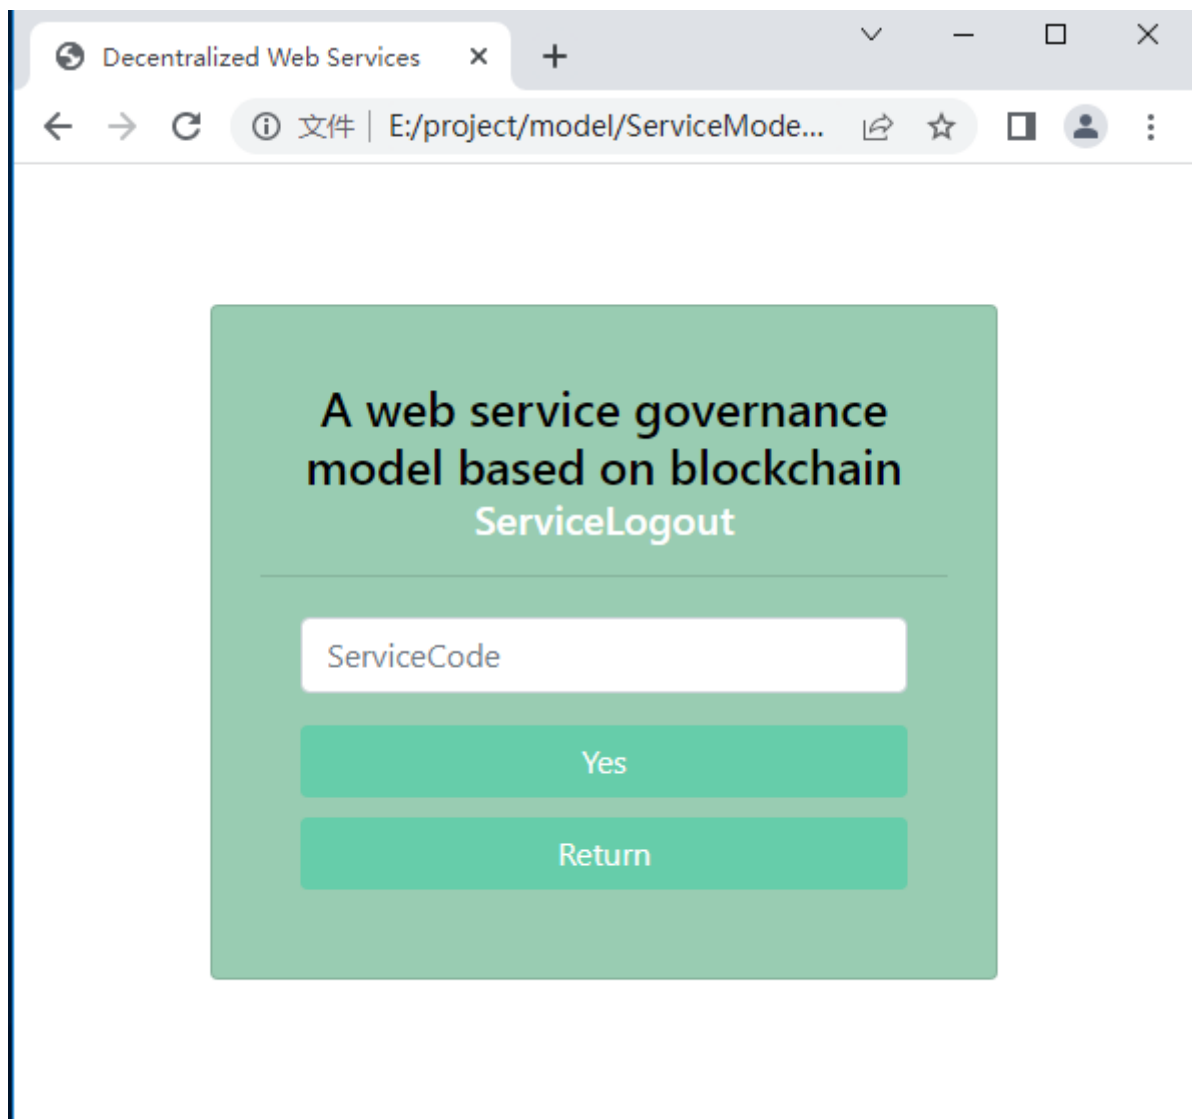 Decentralized Web Services
文件 E:/project/model/ServiceMode...
A web service governance
model based on blockchain
ServiceLogout
ServiceCode
Yes
Return